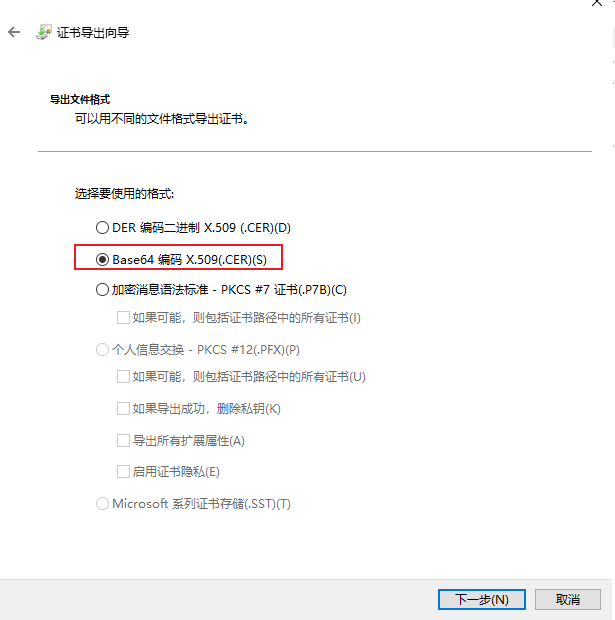 证书导出向导
导出文件格式
可以用不同的文件格式导出证书。
选择要使用的格式:
DER 编码二进制 X.509 (.CER)(D)
Base64 编码 X.509(.CER)(S)
加密消息语法标准 - PKCS #7 证书(.P7B)(C)
如果可能，则包括证书路径中的所有证书(I)
个人信息交换 - PKCS #12(.PFX)(P)
如果可能，则包括证书路径中的所有证书(U)
如果导出成功，删除私钥(K)
导出所有扩展属性(A)
启用证书隐私(E)
Microsoft 系列证书存储(.SST)(T)
下一步(N)
取消